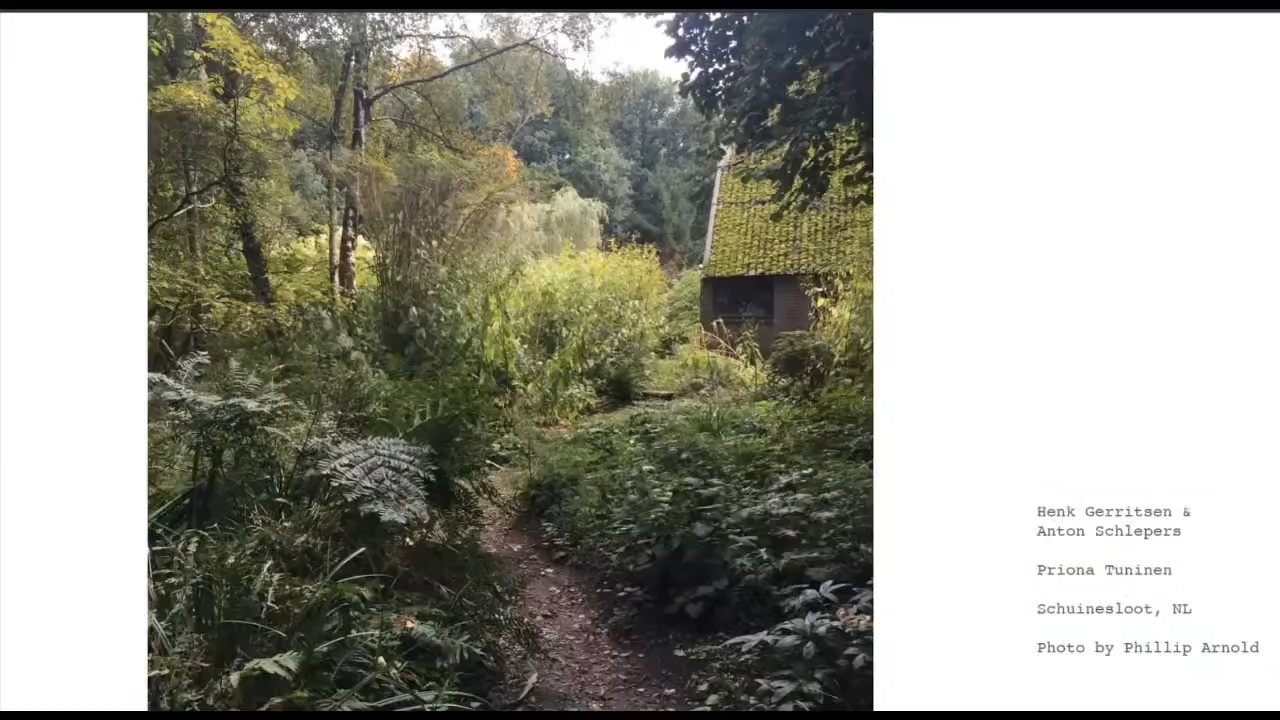 Henk Gerritsen &
Anton Schlepers
Priona Tuninen
Schuinesloot, NL
Photo by Phillip Arnold